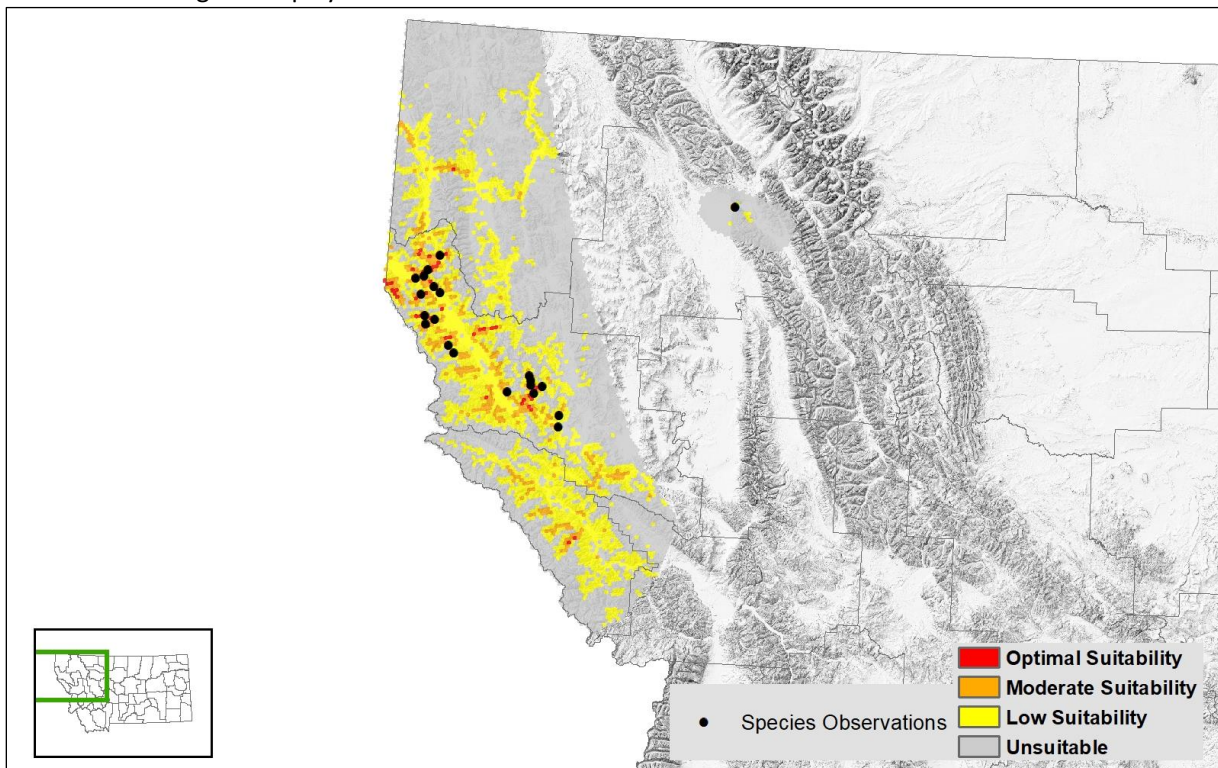 Optimal Suitability
Moderate Suitability
Species Observations
Low Suitability
Unsuitable